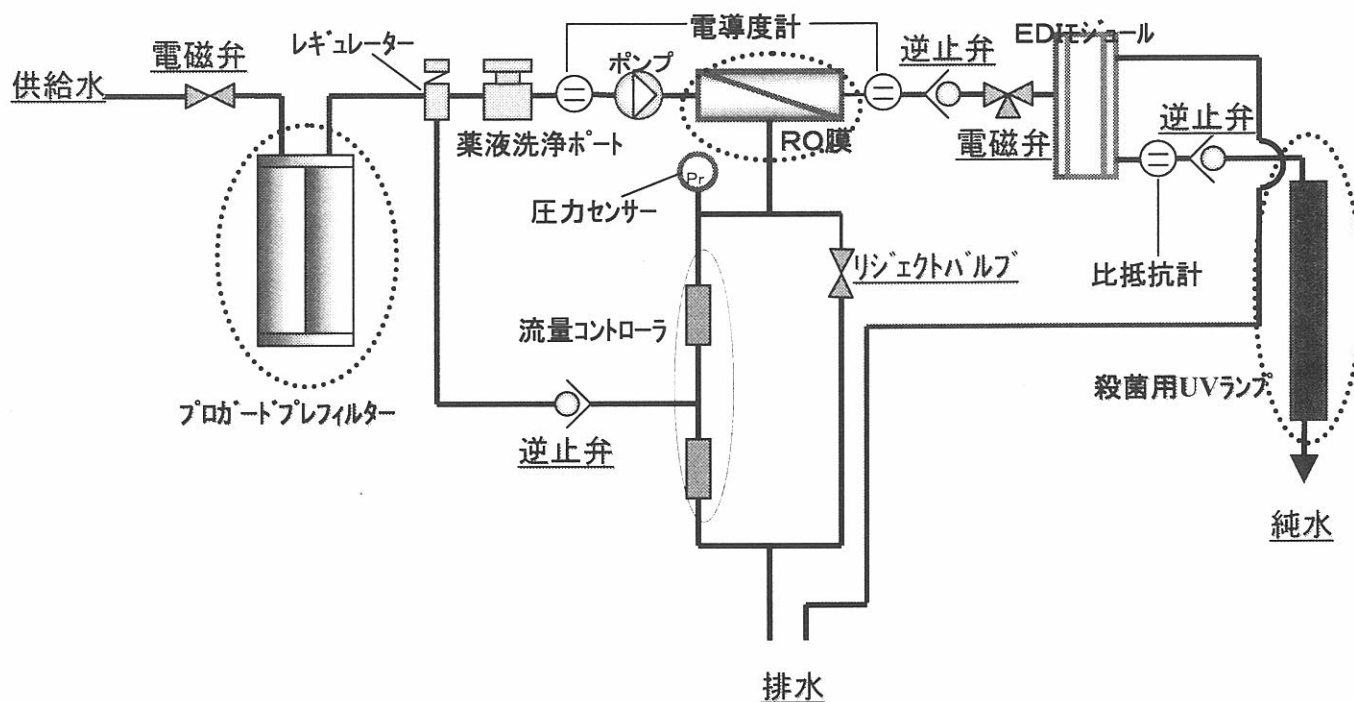 電導度計
電磁弁
レギュレーター
ポンプ
逆止弁
EDIモジョール
供給水
薬液洗浄ポート
RO膜
電磁弁
逆止弁
Pr
圧力センサー
リジェクトバルブ
比抵抗計
流量コントローラ
プロガードプレフィルター
殺菌用UVランプ
逆止弁
純水
排水